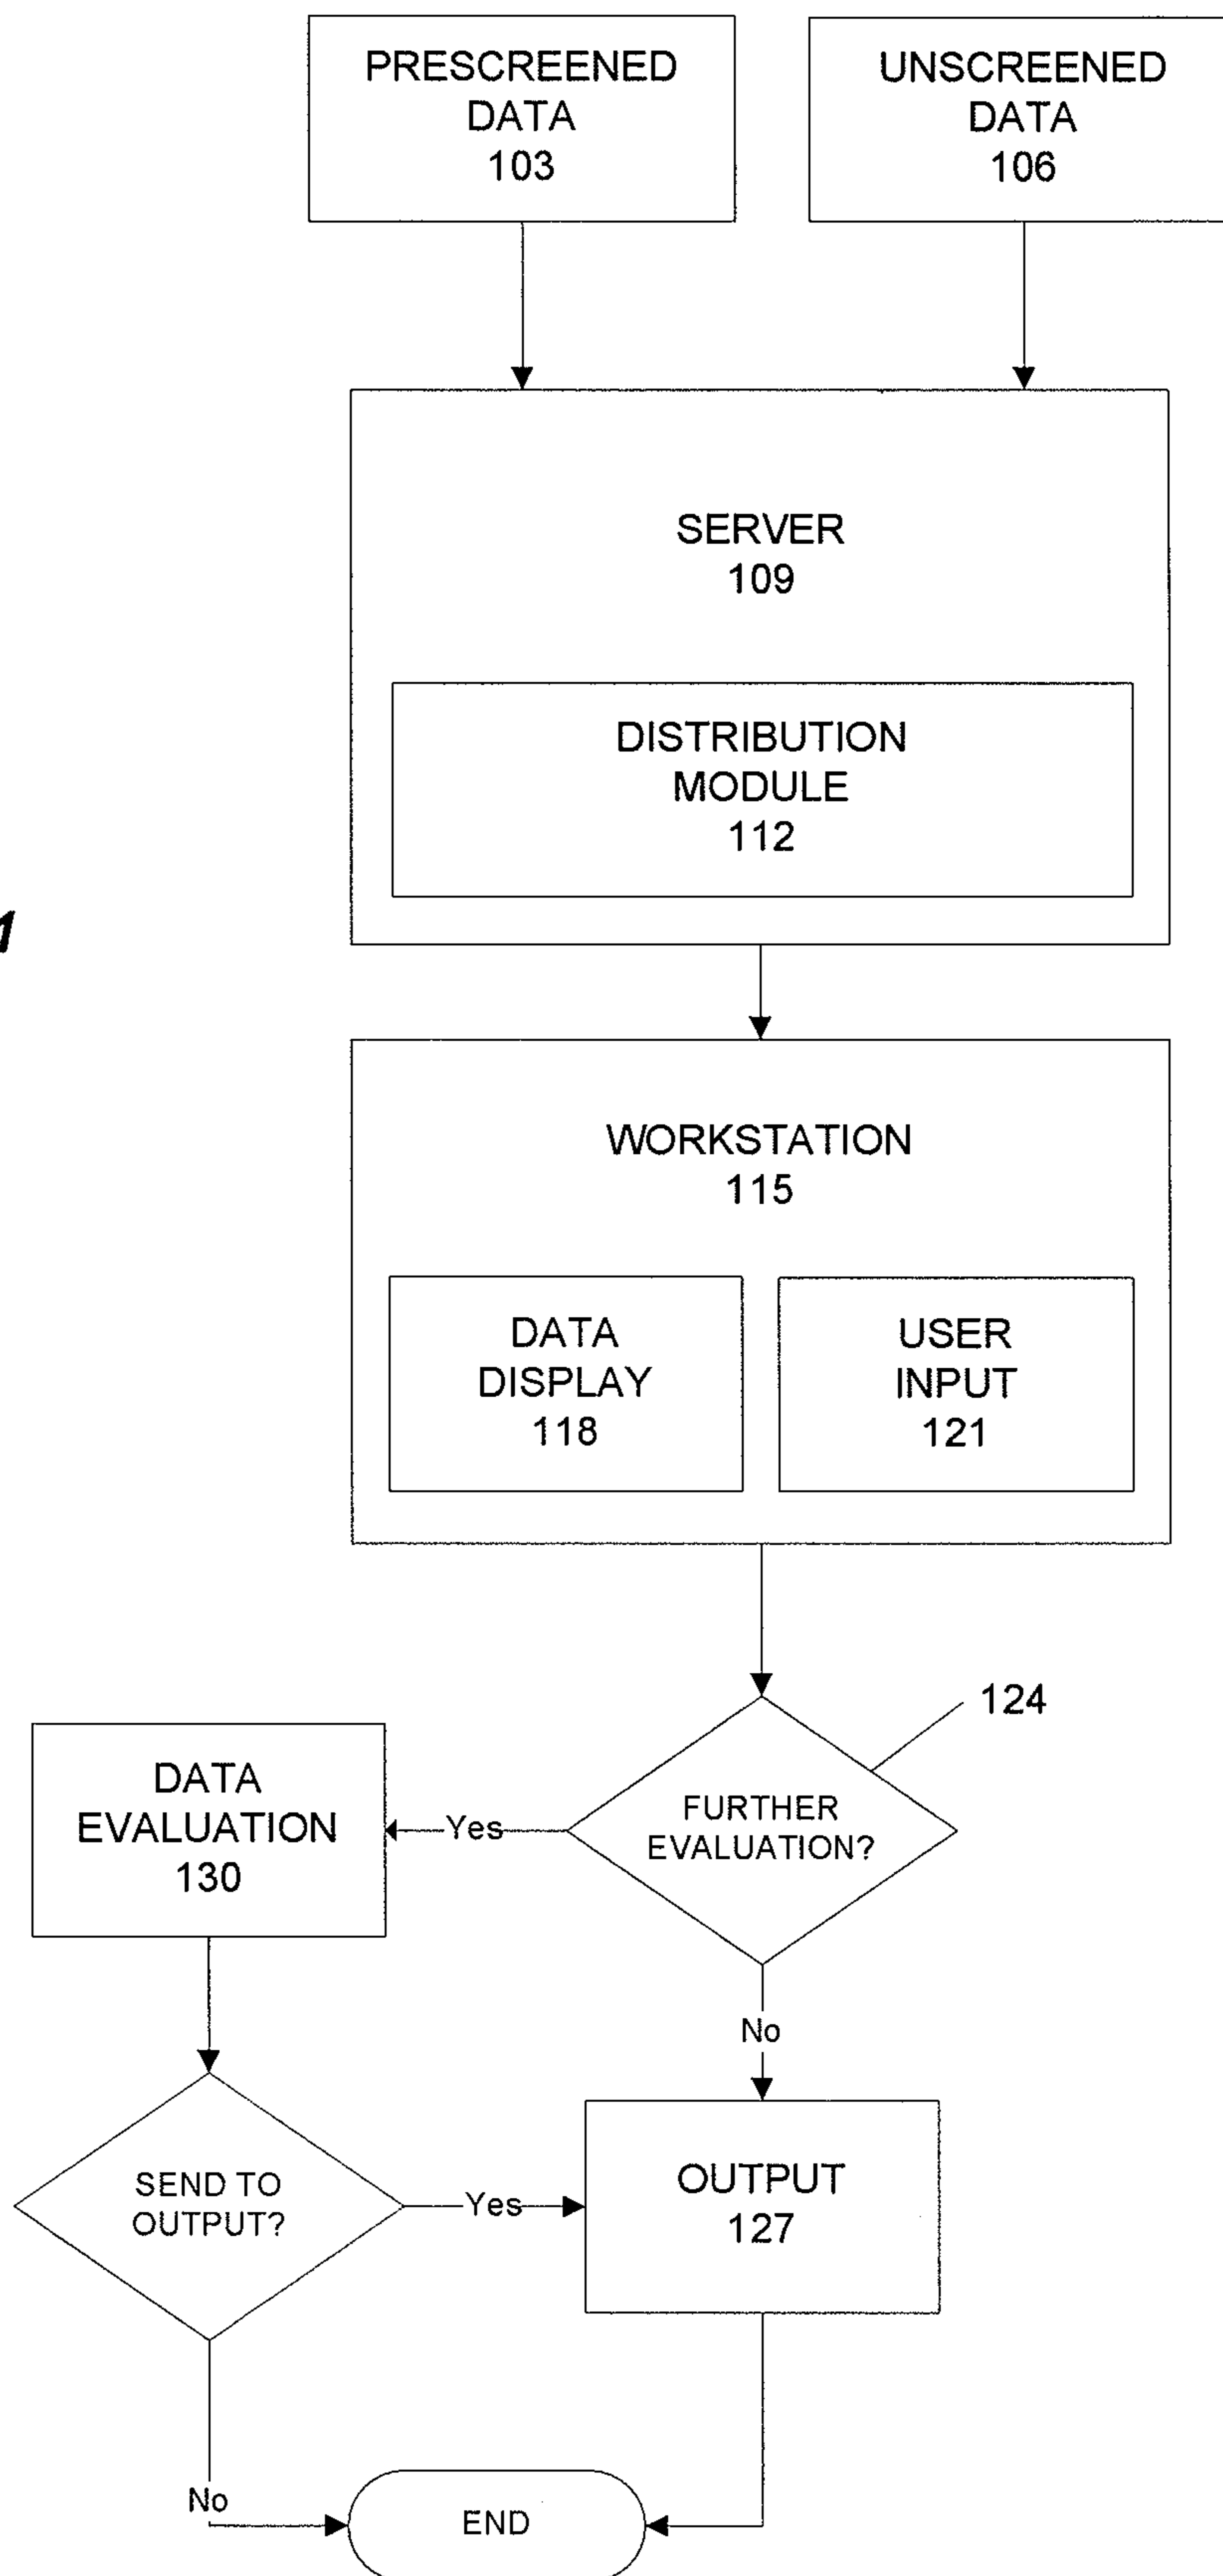 PRESCREENED
DATA
103
UNSCREENED
DATA
106
SERVER
109
DISTRIBUTION
MODULE
112
1
WORKSTATION
115
DATA
DISPLAY
118
USER
INPUT
121
124
FURTHER
EVALUATION?
Yes
DATA
EVALUATION
130
No
SEND TO
OUTPUT?
Yes
OUTPUT
127
No
END